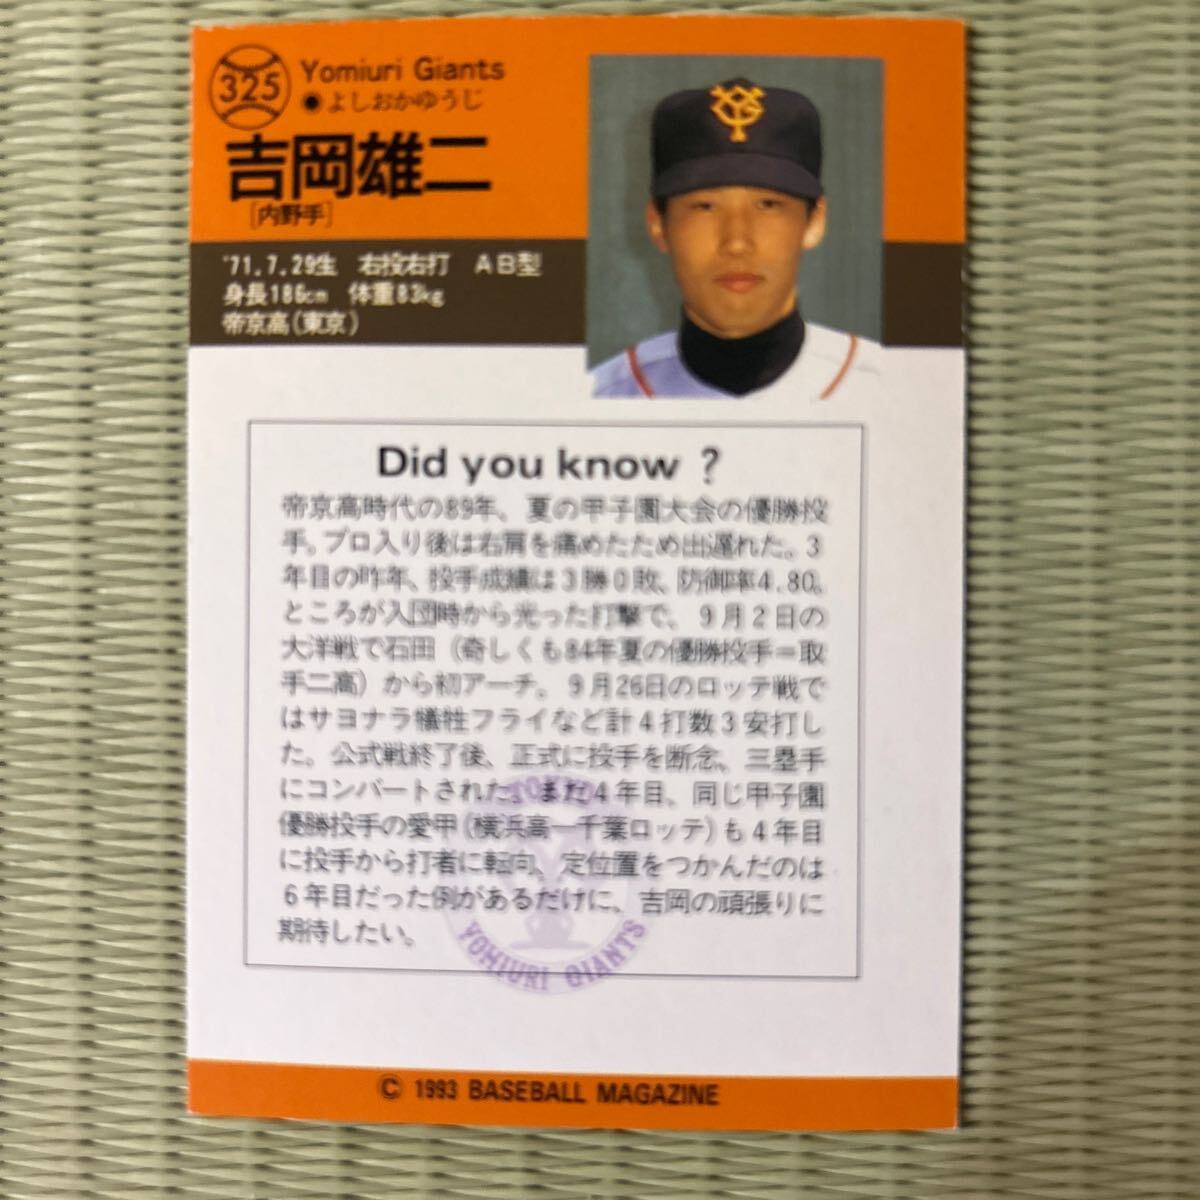 325
Yomiuri Giants
●よしおかゆうじ
吉岡雄二
[内野手]
YG
'71.7.29生 右投右打 AB型
身長186cm 体重83kg
帝京高(東京)
Did you know ?
帝京高時代の89年、夏の甲子園大会の優勝投
手。プロ入り後は右肩を痛めたため出遅れた。3
年目の昨年、投手成績は3勝0敗、防御率4.80。
ところが入団時から光った打撃で、9月2日の
大洋戦で石田(奇しくも84年夏の優勝投手=取
手二高)から初アーチ。9月26日のロッテ戦で
はサヨナラ犠牲フライなど計4打数3安打し
た。公式戦終了後、正式に投手を断念、三塁手
にコンバートされた。まだ4年目、同じ甲子園
優勝投手の愛甲(横浜高―千葉ロッテ)も4年目
に投手から打者に転向、定位置をつかんだのは
6年目だった例があるだけに、吉岡の頑張りに
期待したい。
TOKYO
YOMIURI GIANTS
© 1993 BASEBALL MAGAZINE